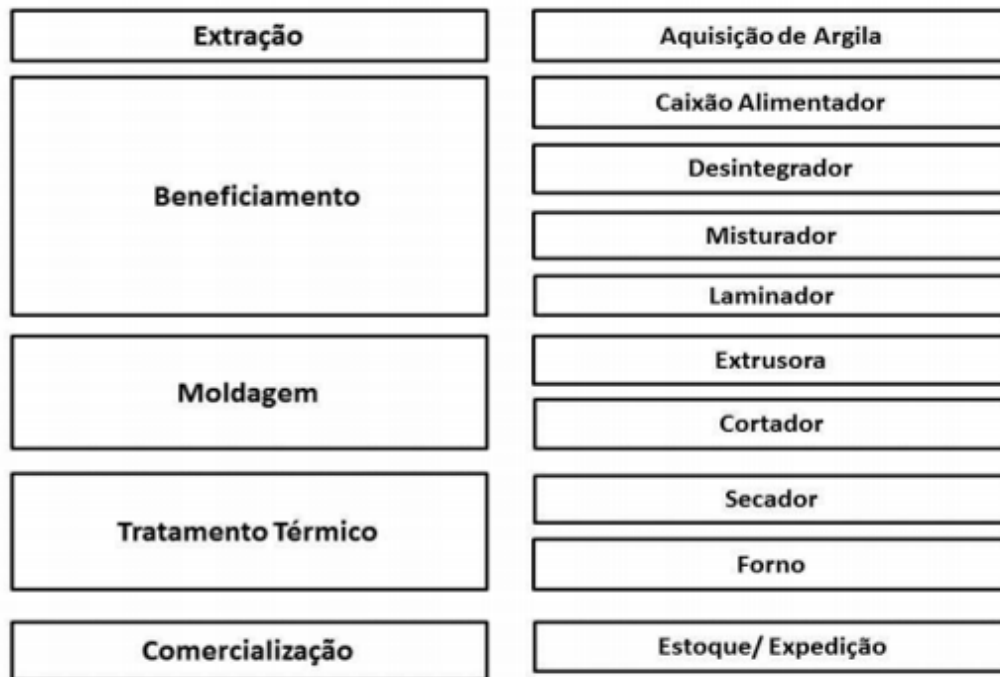 Extração
Aquisição de Argila
Beneficiamento
Caixão Alimentador
Desintegrador
Misturador
Laminador
Moldagem
Extrusora
Cortador
Tratamento Térmico
Secador
Forno
Comercialização
Estoque/ Expedição